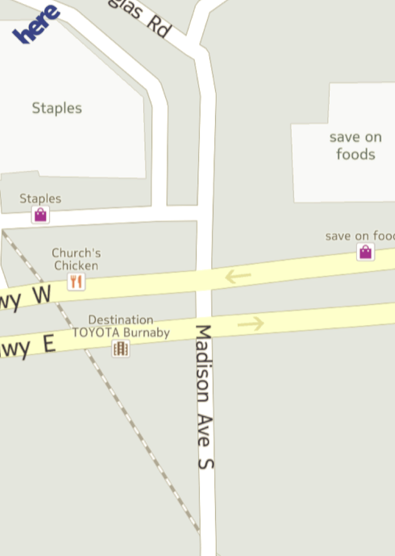 here
glas Rd
Staples
save on
foods
Staples
save on foo
Church's
Chicken
wy W
Destination
TOYOTA Burnaby
wy E
Madison Ave S